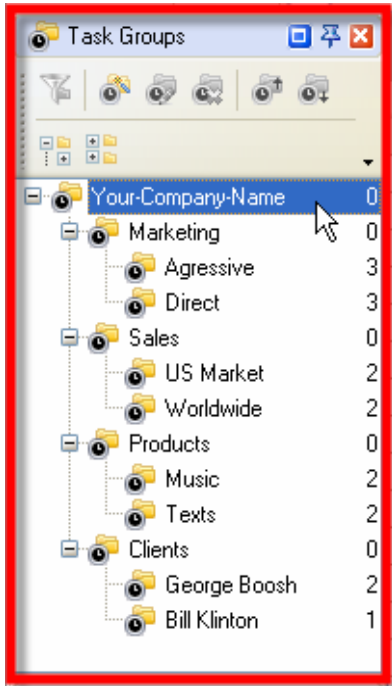 Task Groups
Your-Company-Name 0
Marketing 0
Agressive 3
Direct 3
Sales 0
US Market 2
Worldwide 2
Products 0
Music 2
Texts 2
Clients 0
George Boosh 2
Bill Klinton 1